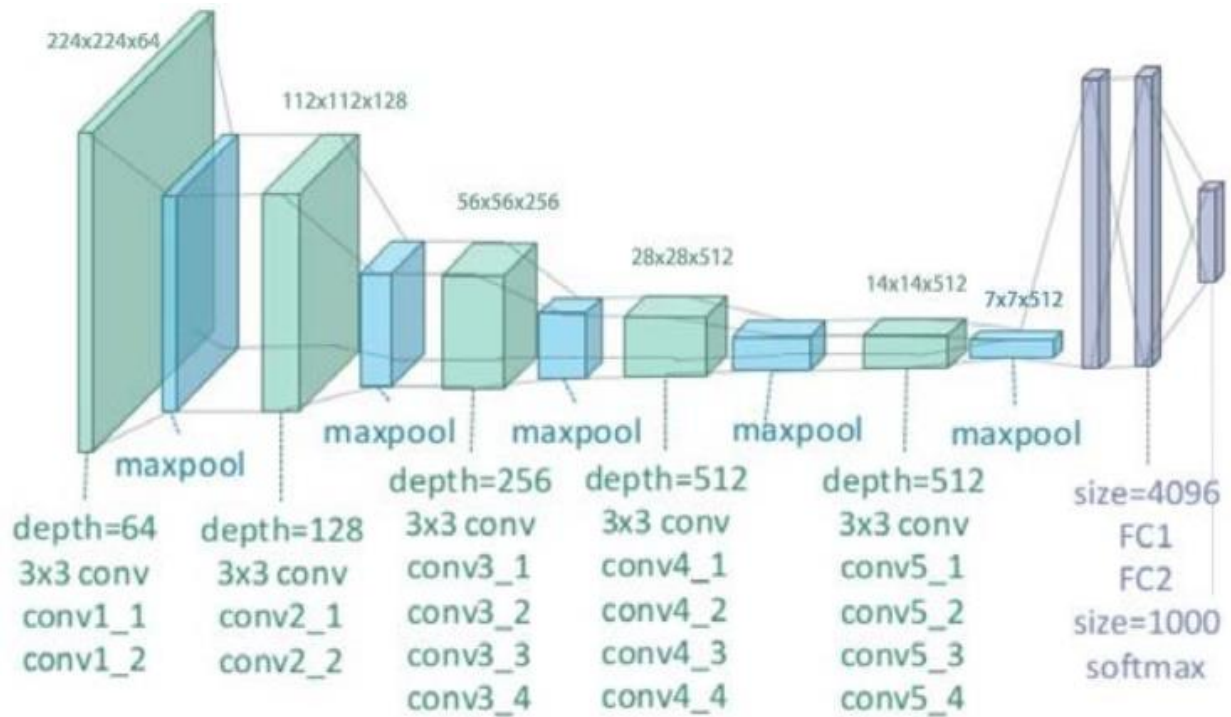 224x224x64
112x112x128
56x56x256
28x28x512
14x14x512
7x7x512
maxpool
maxpool
maxpool
maxpool
maxpool
depth=64
3x3 conv
conv1_1
conv1_2
depth=128
3x3 conv
conv2_1
conv2_2
depth=256
3x3 conv
conv3_1
conv3_2
conv3_3
conv3_4
depth=512
3x3 conv
conv4_1
conv4_2
conv4_3
conv4_4
depth=512
3x3 conv
conv5_1
conv5_2
conv5_3
conv5_4
size=4096
FC1
FC2
size=1000
softmax